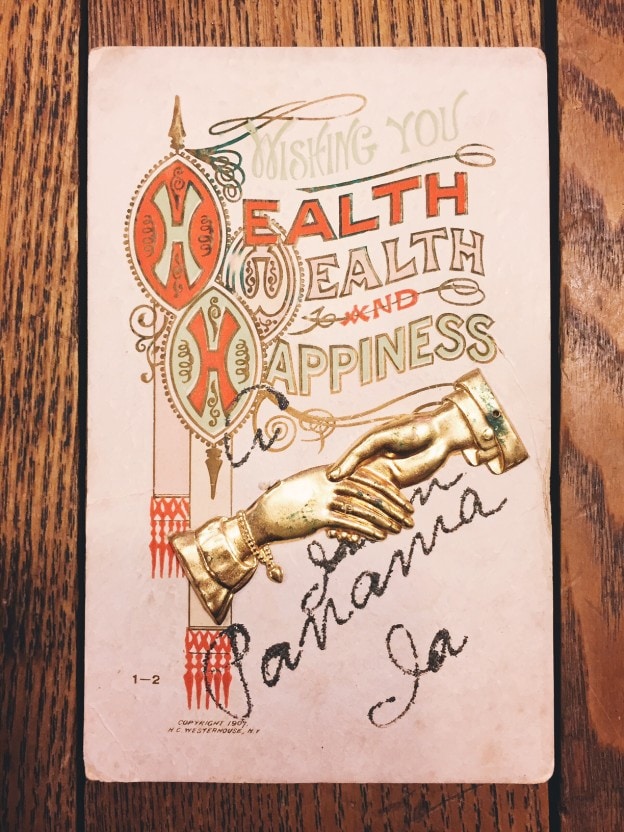 WISHING YOU
HEALTH
WEALTH
AND
HAPPINESS
Panama
Ia
1-2
COPYRIGHT 1907,
H.C. WESTERHOUSE, N.Y.